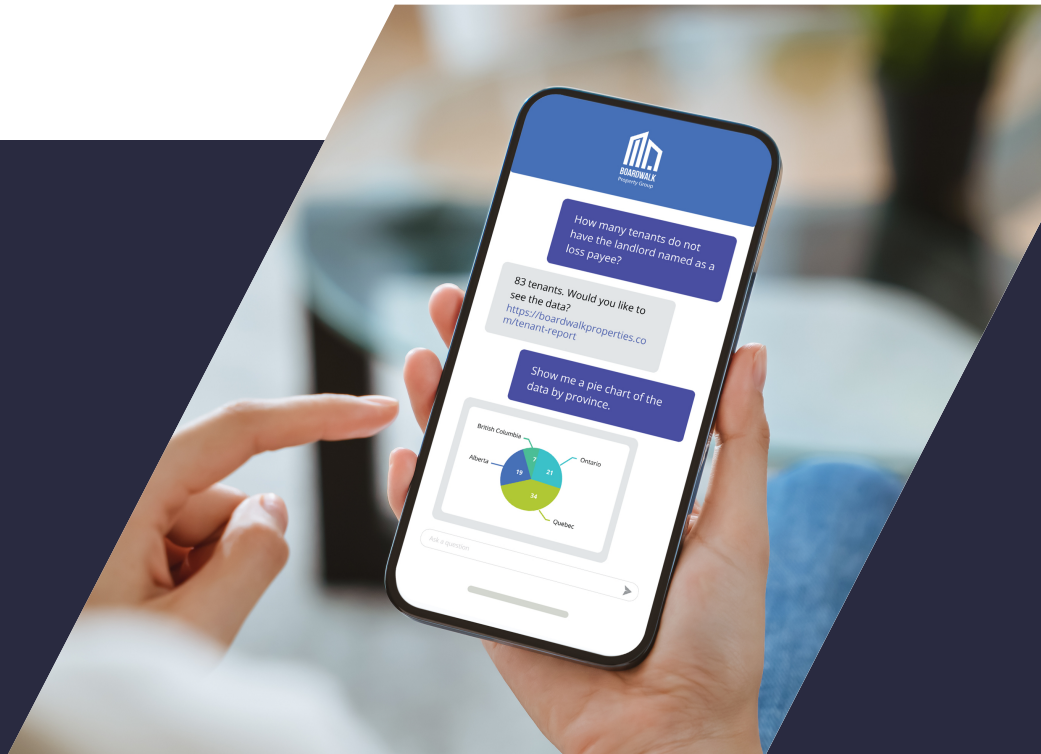 BOARDWALK
Property Group
How many tenants do not
have the landlord named as a
loss payee?
83 tenants. Would you like to
see the data?
https://boardwalkproperties.co
m/tenant-report
Show me a pie chart of the
data by province.
British Columbia
7
Ontario
21
Alberta
19
34
Quebec
Ask a question